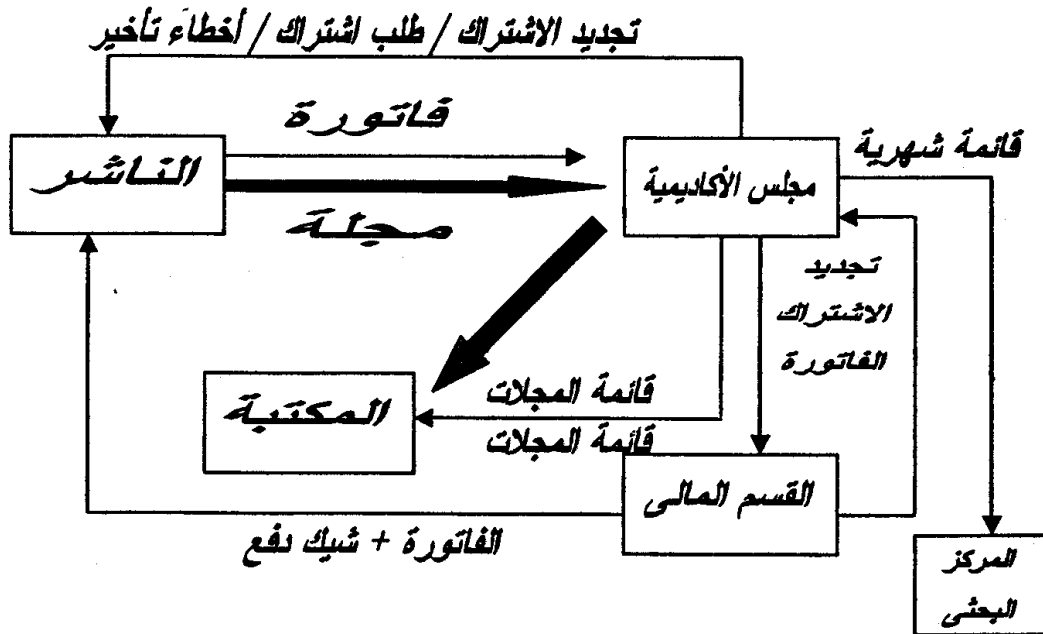 تجديد الاشتراك / طلب اشتراك / أخطاء تأخير
فاتورة
قائمة شهرية
الناشر
مجلس الأكاديمية
مجلة
تجديد
الاشتراك
الفاتورة
قائمة المجلات
المكتبة
قائمة المجلات
القسم المالى
الفاتورة + شيك دفع
المركز
البحثى